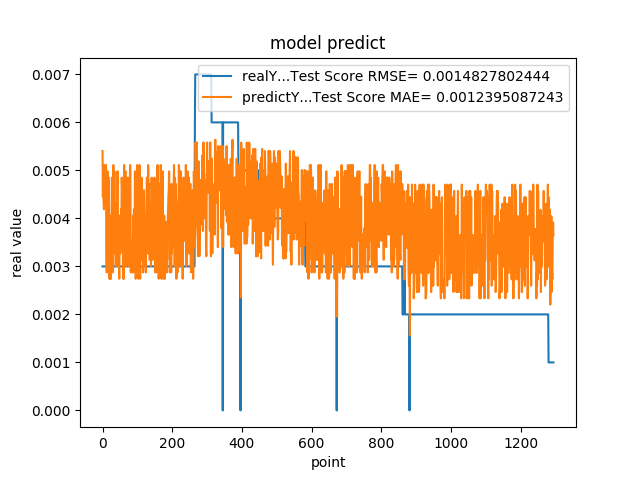 model predict
realY...Test Score RMSE= 0.0014827802444
predictY...Test Score MAE= 0.0012395087243
0.007
0.006
0.005
0.004
0.003
0.002
0.001
0.000
real value
0 200 400 600 800 1000 1200
point